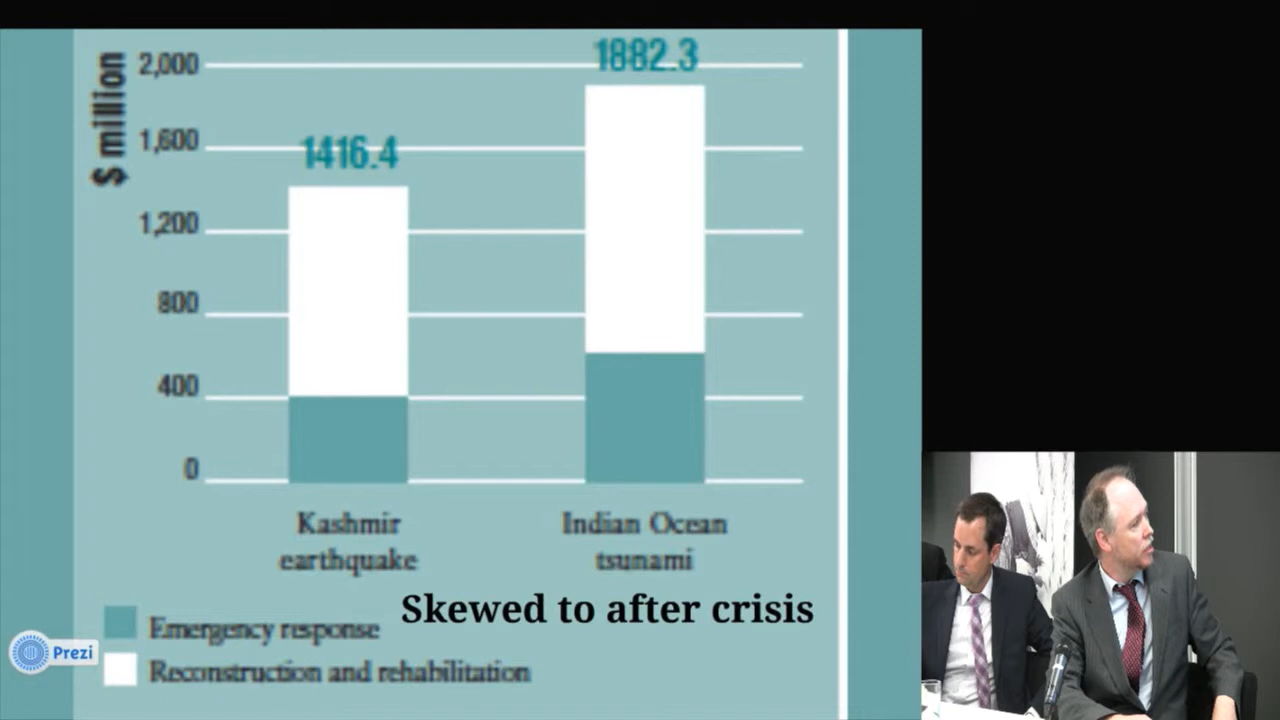 $ million
2,000
1,600
1,200
800
400
0
1416.4
1882.3
Kashmir
earthquake
Indian Ocean
tsunami
Skewed to after crisis
Emergency response
Reconstruction and rehabilitation
Prezi